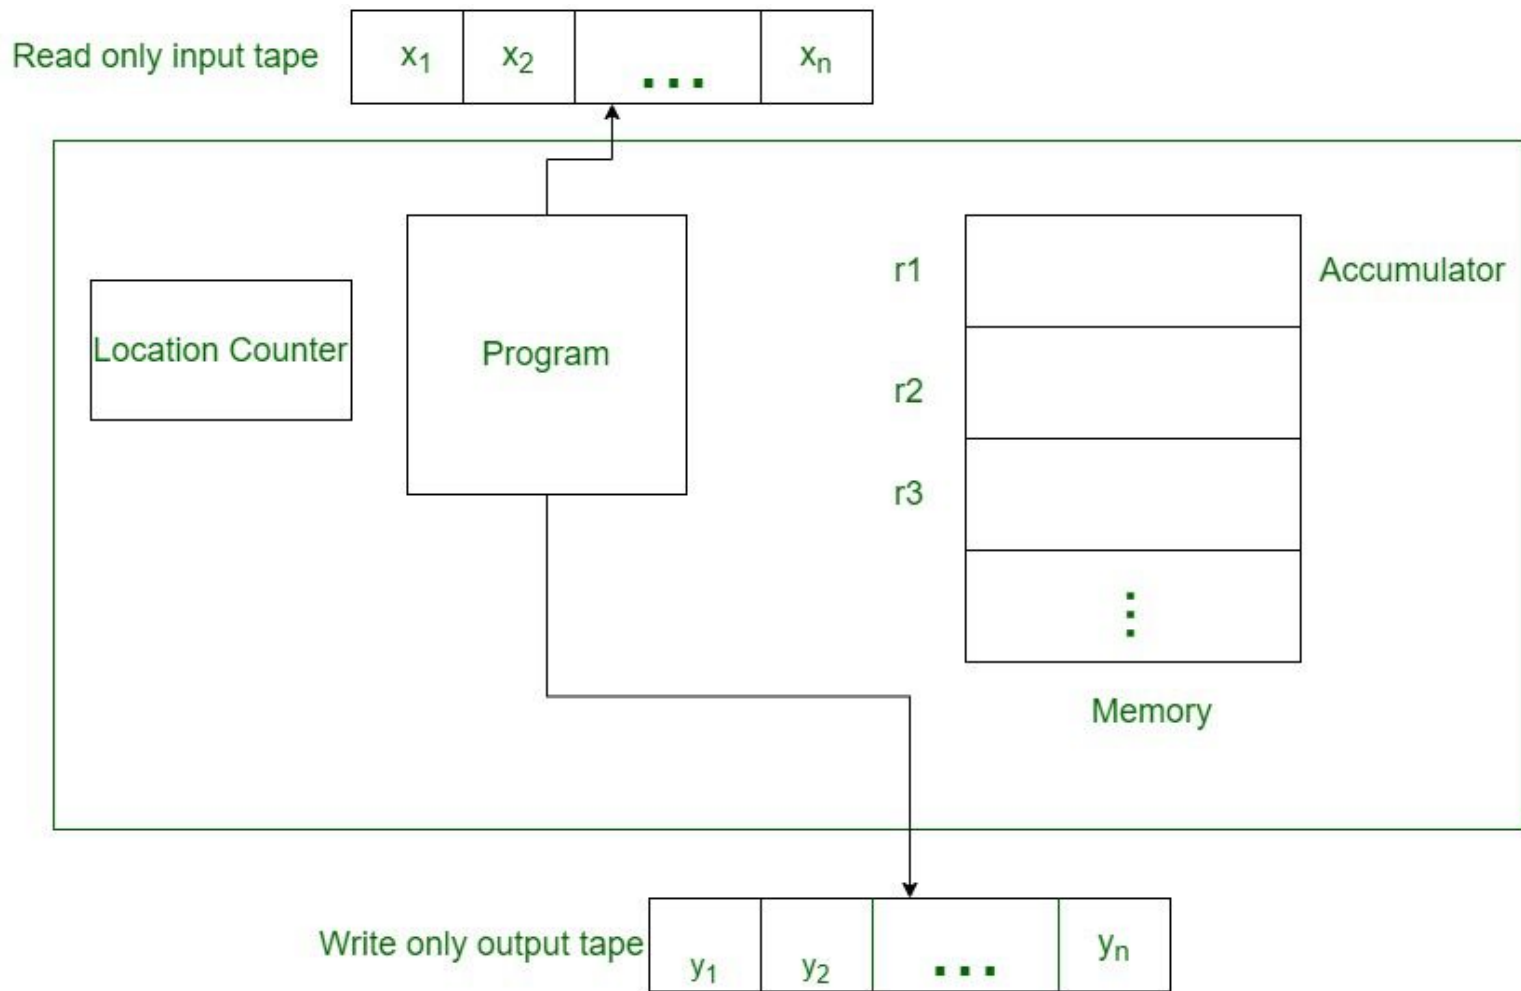 Read only input tape
x1 x2 ... xn
Location Counter
Program
r1
Accumulator
r2
r3
⋮
Memory
Write only output tape
y1 y2 ... yn